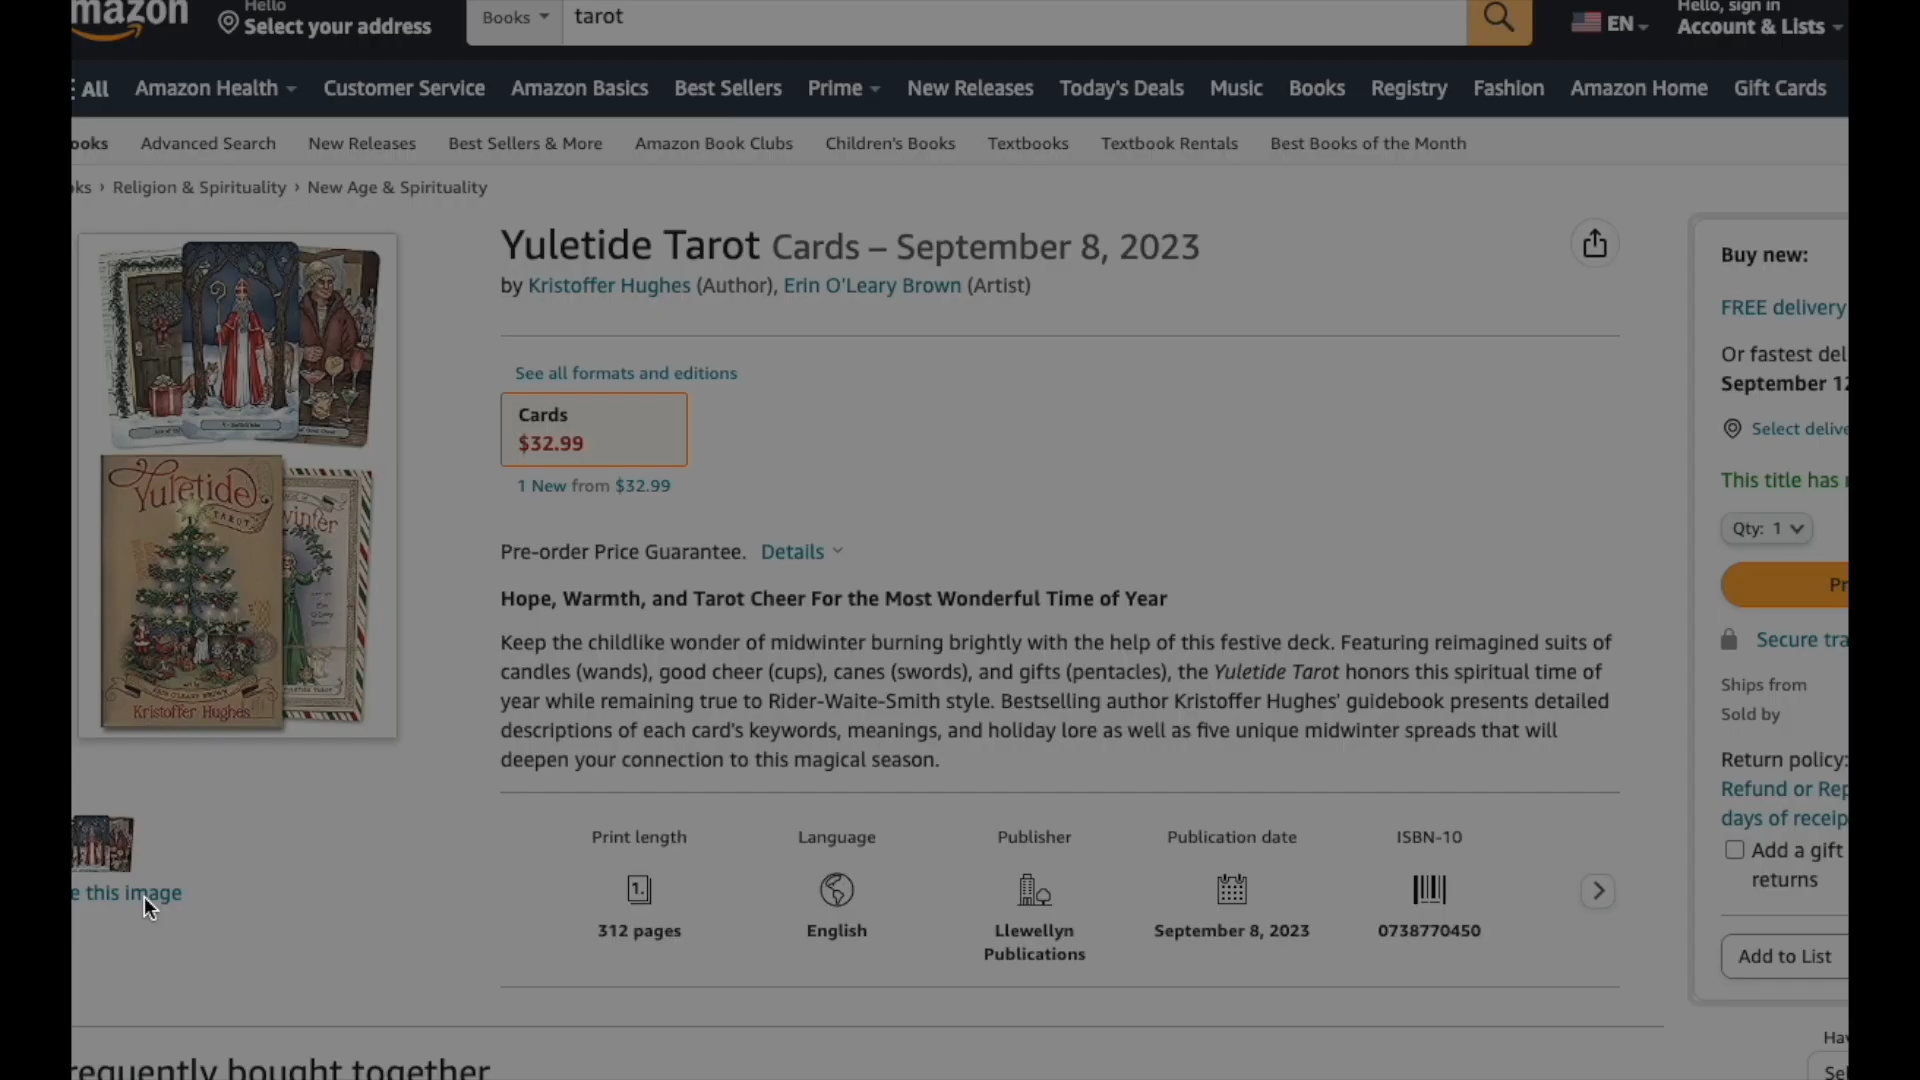 mazon
Hello
Select your address
Books
tarot
EN
Hello, sign in
Account & Lists
All
Amazon Health
Customer Service
Amazon Basics
Best Sellers
Prime
New Releases
Today's Deals
Music
Books
Registry
Fashion
Amazon Home
Gift Cards
ooks
Advanced Search
New Releases
Best Sellers & More
Amazon Book Clubs
Children's Books
Textbooks
Textbook Rentals
Best Books of the Month
ks › Religion & Spirituality › New Age & Spirituality
Yuletide Tarot Cards – September 8, 2023
by Kristoffer Hughes (Author), Erin O'Leary Brown (Artist)
See all formats and editions
Cards
$32.99
1 New from $32.99
Pre-order Price Guarantee. Details
Hope, Warmth, and Tarot Cheer For the Most Wonderful Time of Year
Keep the childlike wonder of midwinter burning brightly with the help of this festive deck. Featuring reimagined suits of
candles (wands), good cheer (cups), canes (swords), and gifts (pentacles), the Yuletide Tarot honors this spiritual time of
year while remaining true to Rider-Waite-Smith style. Bestselling author Kristoffer Hughes' guidebook presents detailed
descriptions of each card's keywords, meanings, and holiday lore as well as five unique midwinter spreads that will
deepen your connection to this magical season.
Print length
312 pages
Language
English
Publisher
Llewellyn
Publications
Publication date
September 8, 2023
ISBN-10
0738770450
Yuletide
TAROT
ERIN O'LEARY BROWN
Kristoffer Hughes
winter
e this image
Buy new:
FREE delivery
Or fastest del
September 12
Select delive
This title has
Qty: 1
Pr
Secure tra
Ships from
Sold by
Return policy:
Refund or Rep
days of receip
Add a gift
returns
Add to List
Hav
Sel
requently bought together